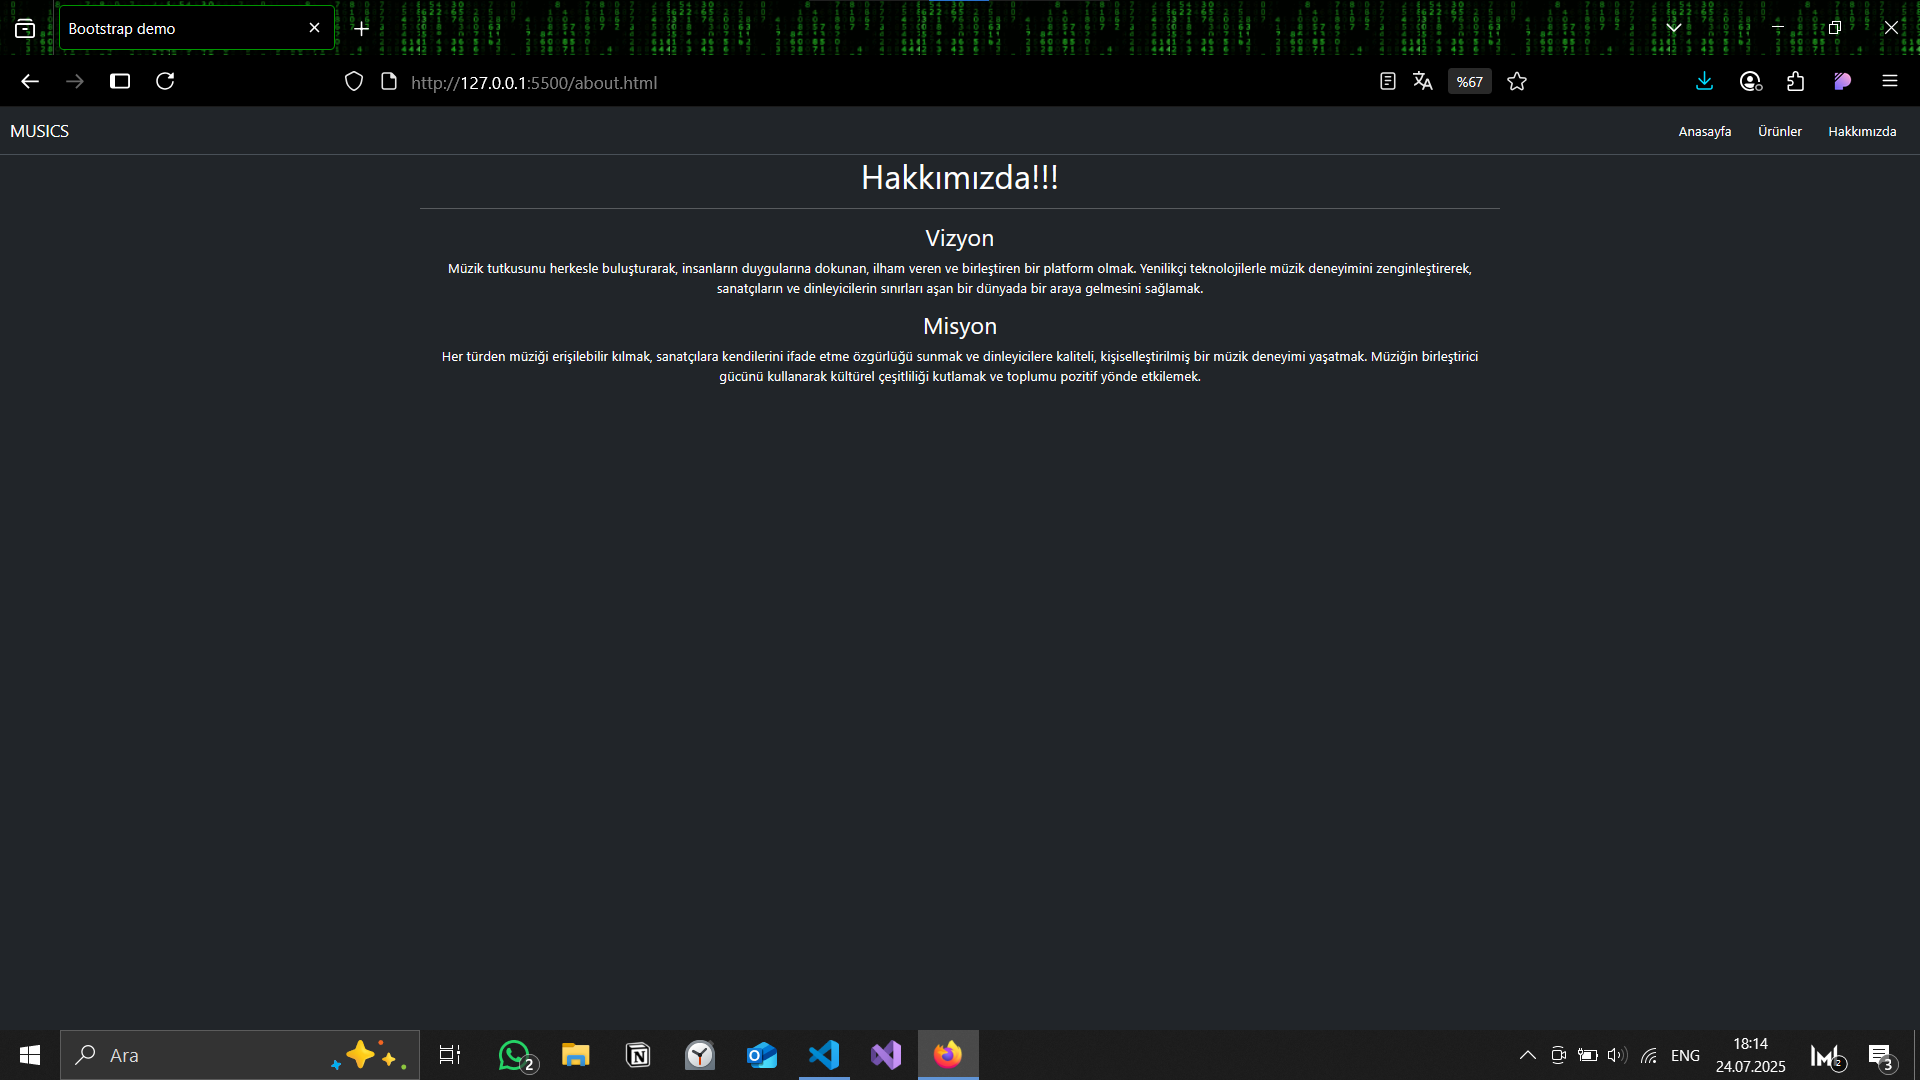 Bootstrap demo
http://127.0.0.1:5500/about.html
%67
MUSICS
Anasayfa
Ürünler
Hakkımızda
Hakkımızda!!!
Vizyon
Müzik tutkusunu herkesle buluşturarak, insanların duygularına dokunan, ilham veren ve birleştiren bir platform olmak. Yenilikçi teknolojilerle müzik deneyimini zenginleştirerek,
sanatçıların ve dinleyicilerin sınırları aşan bir dünyada bir araya gelmesini sağlamak.
Misyon
Her türden müziği erişilebilir kılmak, sanatçılara kendilerini ifade etme özgürlüğü sunmak ve dinleyicilere kaliteli, kişiselleştirilmiş bir müzik deneyimi yaşatmak. Müziğin birleştirici
gücünü kullanarak kültürel çeşitliliği kutlamak ve toplumu pozitif yönde etkilemek.
Ara
2
ENG
18:14
24.07.2025
2
3